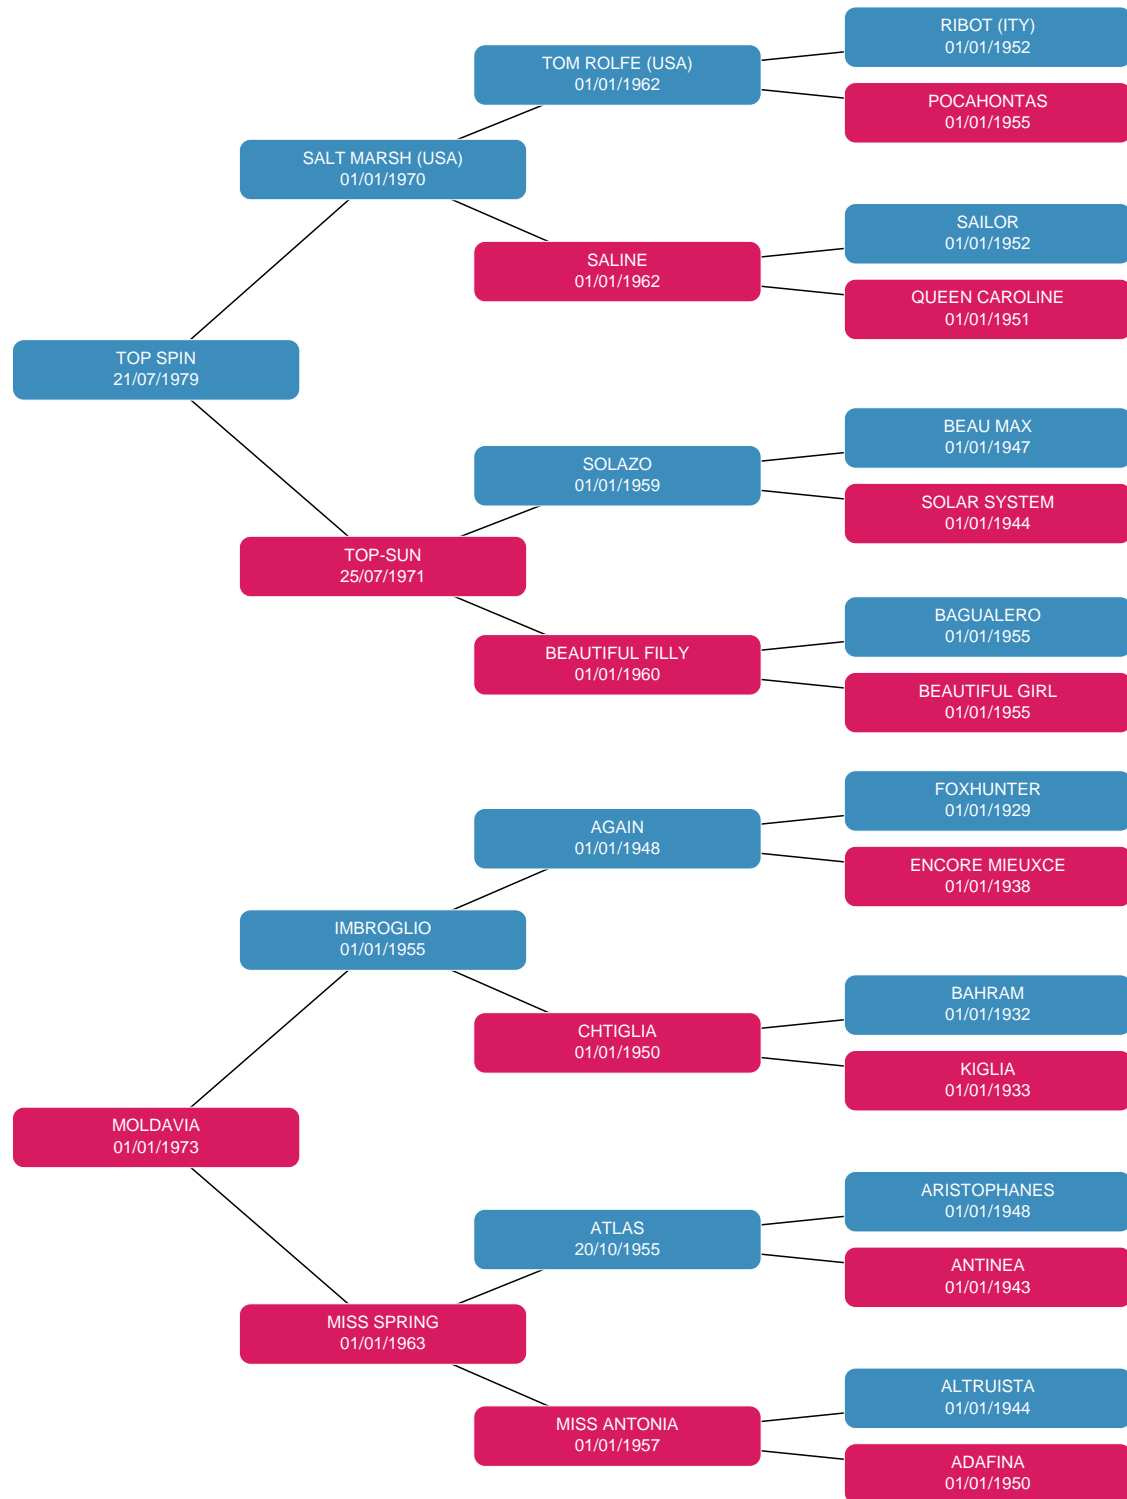 RIBOT (ITY)
01/01/1952
TOM ROLFE (USA)
01/01/1962
POCAHONTAS
01/01/1955
SALT MARSH (USA)
01/01/1970
SAILOR
01/01/1952
SALINE
01/01/1962
QUEEN CAROLINE
01/01/1951
TOP SPIN
21/07/1979
BEAU MAX
01/01/1947
SOLAZO
01/01/1959
SOLAR SYSTEM
01/01/1944
TOP-SUN
25/07/1971
BAGUALERO
01/01/1955
BEAUTIFUL FILLY
01/01/1960
BEAUTIFUL GIRL
01/01/1955
FOXHUNTER
01/01/1929
AGAIN
01/01/1948
ENCORE MIEUXCE
01/01/1938
IMBROGLIO
01/01/1955
BAHRAM
01/01/1932
CHTIGLIA
01/01/1950
KIGLIA
01/01/1933
MOLDAVIA
01/01/1973
ARISTOPHANES
01/01/1948
ATLAS
20/10/1955
ANTINEA
01/01/1943
MISS SPRING
01/01/1963
ALTRUISTA
01/01/1944
MISS ANTONIA
01/01/1957
ADAFINA
01/01/1950